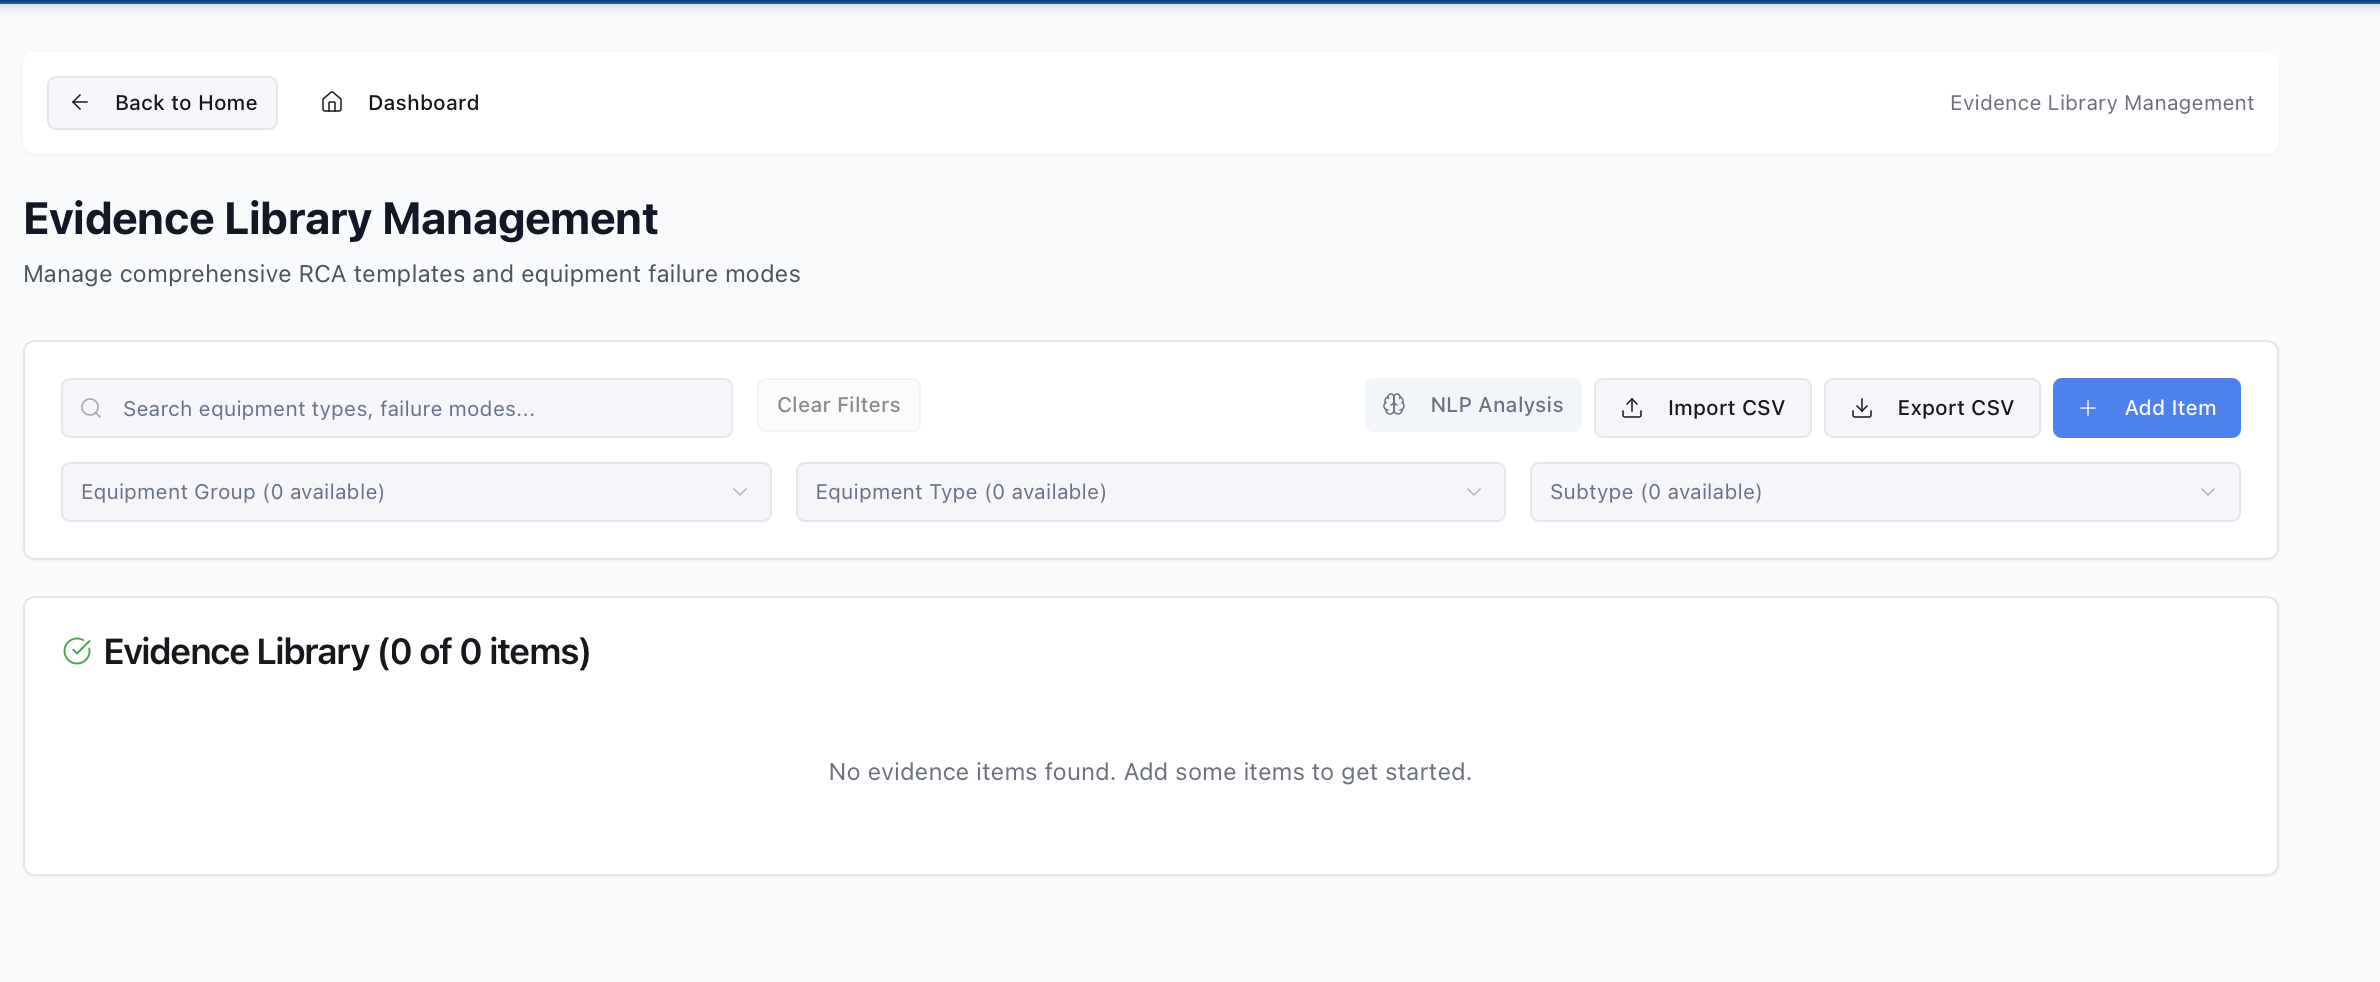 Back to Home
Dashboard
Evidence Library Management
Evidence Library Management
Manage comprehensive RCA templates and equipment failure modes
Search equipment types, failure modes...
Clear Filters
NLP Analysis
Import CSV
Export CSV
Add Item
Equipment Group (0 available)
Equipment Type (0 available)
Subtype (0 available)
Evidence Library (0 of 0 items)
No evidence items found. Add some items to get started.